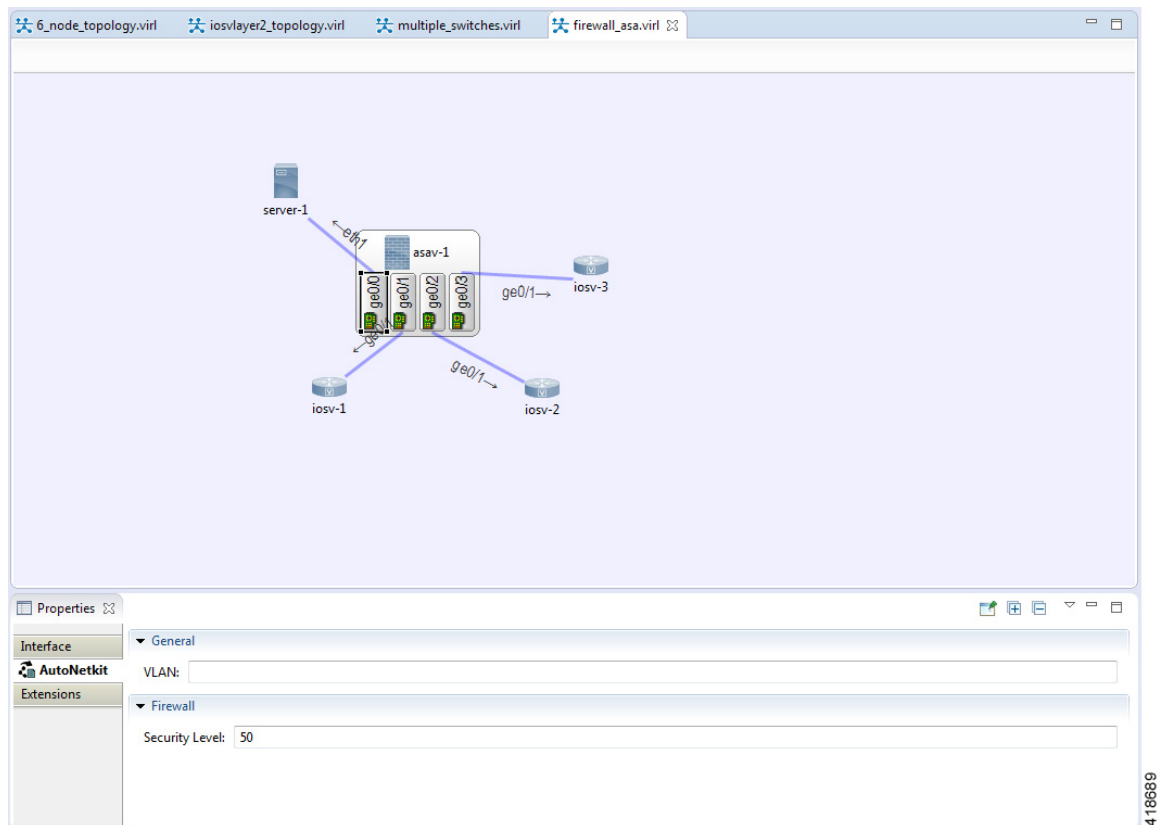 6_node_topology.virl iosvlayer2_topology.virl multiple_switches.virl firewall_asa.virl
server-1
eth1
asav-1
ge0/0 ge0/1 ge0/2 ge0/3
ge0/1
iosv-3
ge0/1
ge0/1
iosv-1
iosv-2
Properties
Interface
AutoNetkit
Extensions
General
VLAN:
Firewall
Security Level: 50
418689